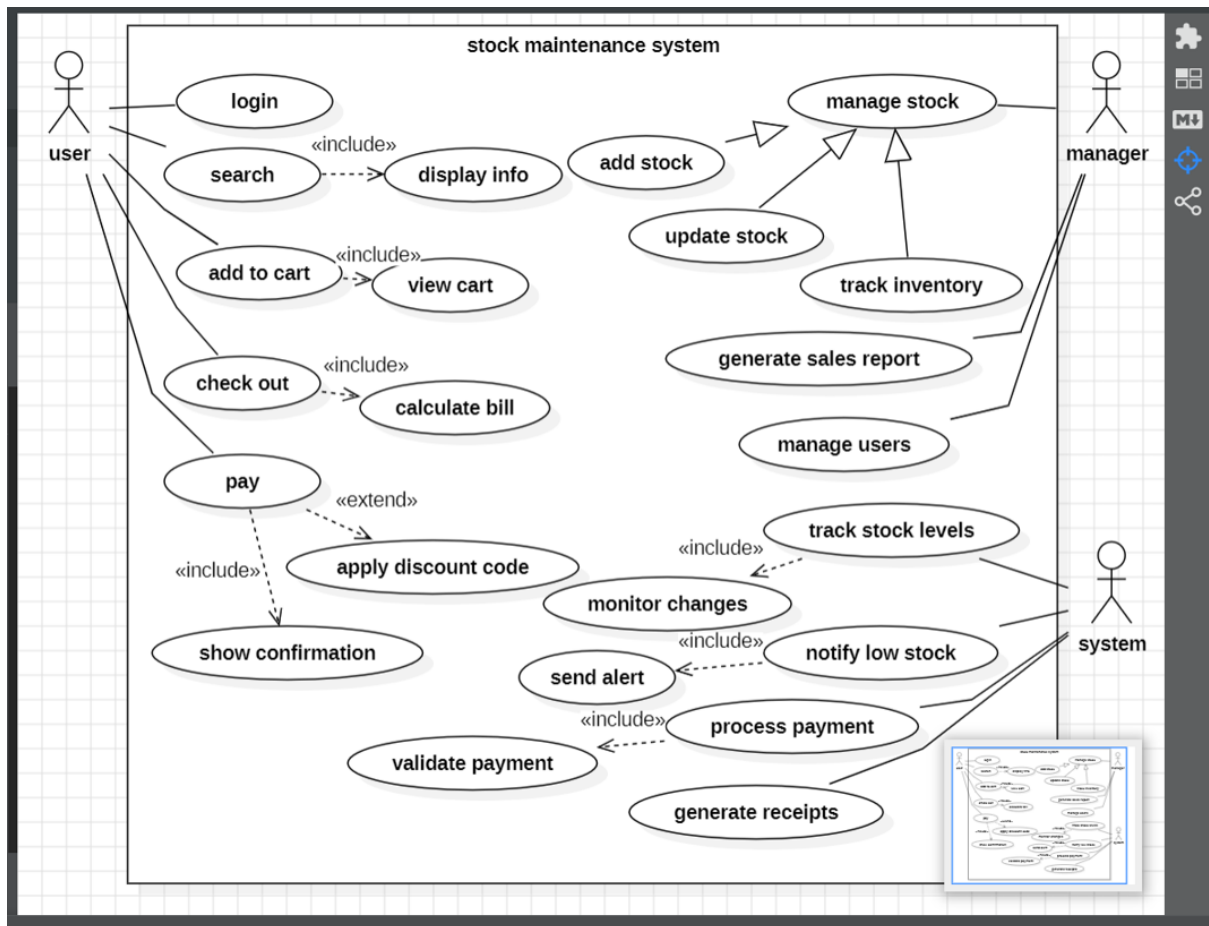 stock maintenance system
user
manager
system
login
search
«include»
display info
add to cart
«include»
view cart
check out
«include»
calculate bill
pay
«extend»
apply discount code
«include»
show confirmation
manage stock
add stock
update stock
track inventory
generate sales report
manage users
track stock levels
«include»
monitor changes
notify low stock
«include»
send alert
process payment
«include»
validate payment
generate receipts
M